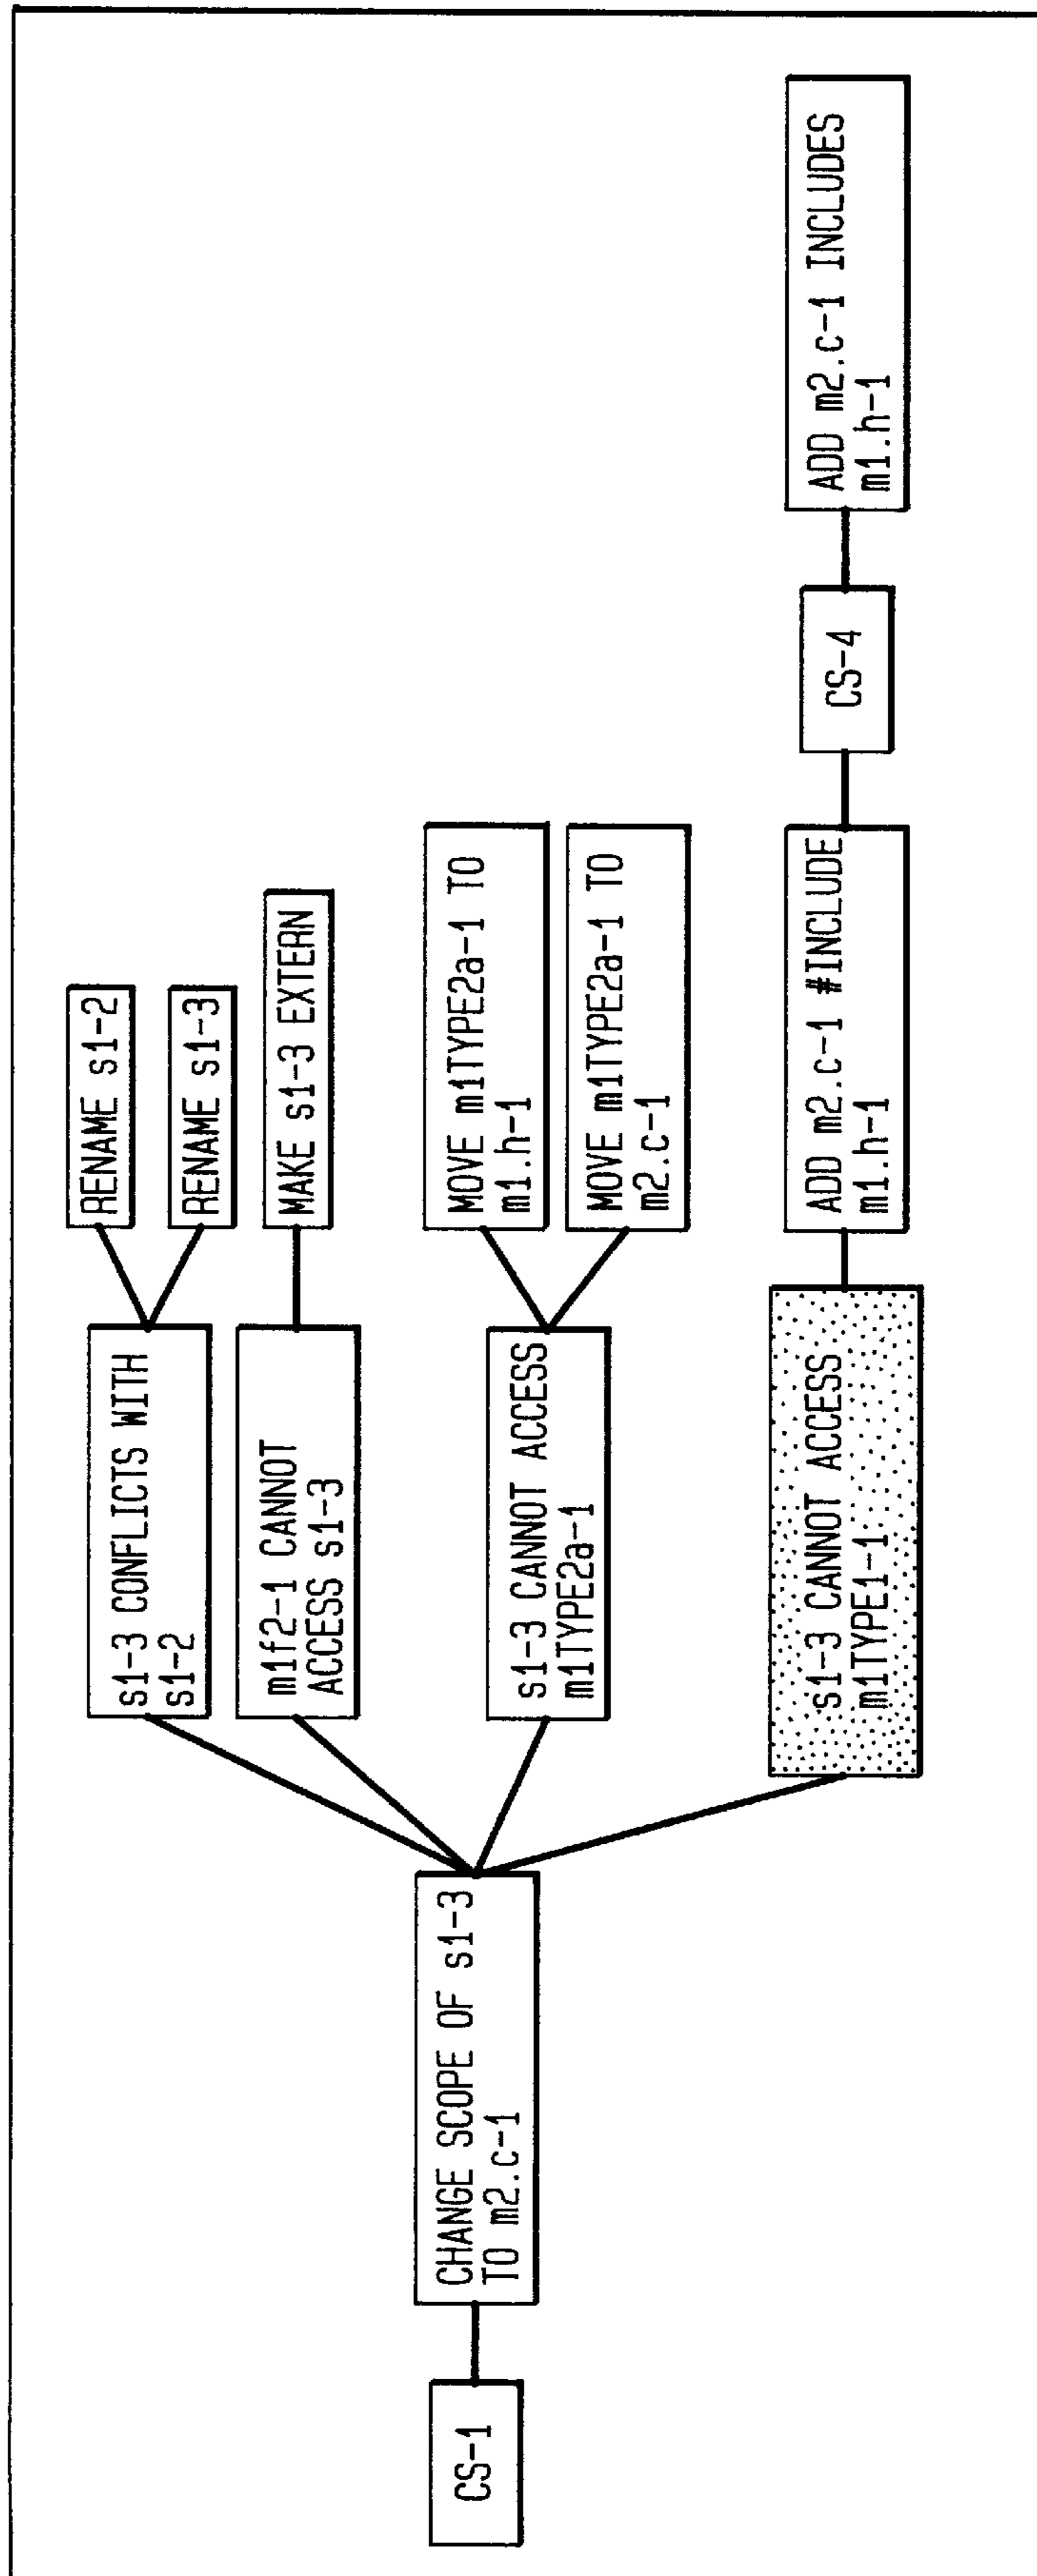 CS-1
CHANGE SCOPE OF s1-3
TO m2.c-1
s1-3 CONFLICTS WITH
s1-2
RENAME s1-2
RENAME s1-3
m1f2-1 CANNOT
ACCESS s1-3
MAKE s1-3 EXTERN
s1-3 CANNOT ACCESS
m1TYPE2a-1
MOVE m1TYPE2a-1 TO
m1.h-1
MOVE m1TYPE2a-1 TO
m2.c-1
s1-3 CANNOT ACCESS
m1TYPE1-1
ADD m2.c-1 #INCLUDE
m1.h-1
CS-4
ADD m2.c-1 INCLUDES
m1.h-1